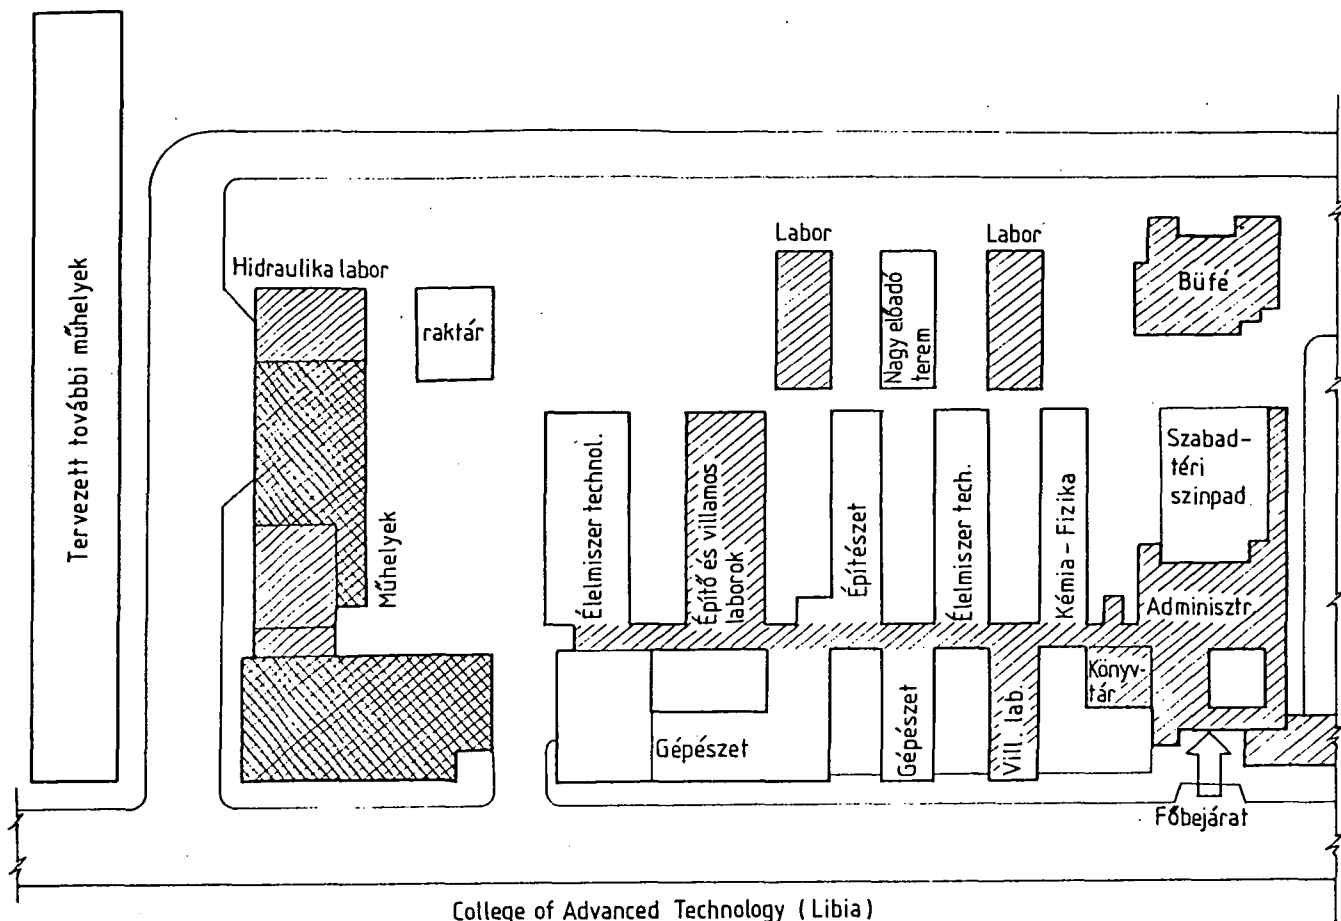 Tervezett további műhelyek
Hidraulika labor
raktár
Műhelyek
Labor
Nagy előadó
terem
Labor
Büfé
Élelmiszer technol.
Építő és villamos
laborok
Építészet
Élelmiszer tech.
Kémia - Fizika
Szabad-
téri
szinpad
Adminisztr.
Könyv-
tár
Gépészet
Gépészet
Vill. lab.
Főbejárat
College of Advanced Technology ( Libia )